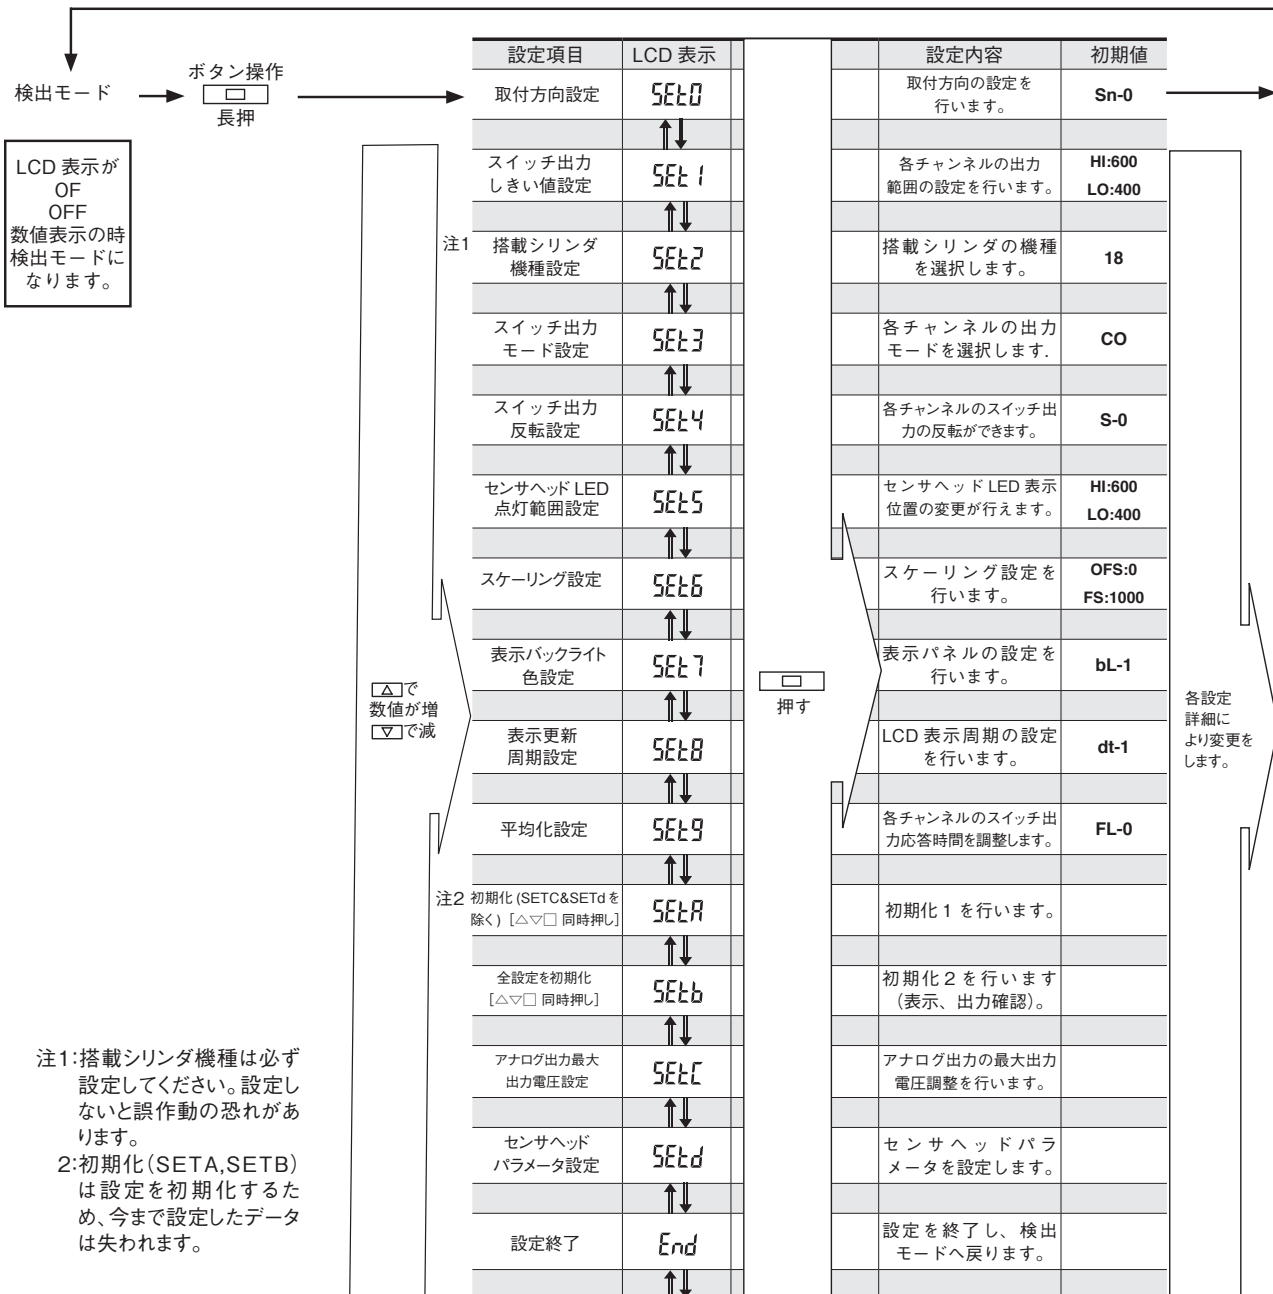 設定項目 LCD 表示 設定内容 初期値
検出モード
ボタン操作
長押
取付方向設定 SEt0 取付方向の設定を
行います。 Sn-0
LCD 表示が
OF
OFF
数値表示の時
検出モードに
なります。
スイッチ出力
しきい値設定 SEt1 各チャンネルの出力
範囲の設定を行います。 HI:600
LO:400
注1 搭載シリンダ
機種設定 SEt2 搭載シリンダの機種
を選択します。 18
スイッチ出力
モード設定 SEt3 各チャンネルの出力
モードを選択します. CO
スイッチ出力
反転設定 SEt4 各チャンネルのスイッチ出
力の反転ができます。 S-0
センサヘッド LED
点灯範囲設定 SEt5 センサヘッド LED 表示
位置の変更が行えます。 HI:600
LO:400
スケーリング設定 SEt6 スケーリング設定を
行います。 OFS:0
FS:1000
表示バックライト
色設定 SEt7 表示パネルの設定を
行います。 bL-1
△で
数値が増
▽で減
押す
各設定
詳細に
より変更を
します。
表示更新
周期設定 SEt8 LCD 表示周期の設定
を行います。 dt-1
平均化設定 SEt9 各チャンネルのスイッチ出
力応答時間を調整します。 FL-0
注2 初期化 (SETC&SETdを
除く) [△▽□ 同時押し] SEtA 初期化 1 を行います。
全設定を初期化
[△▽□ 同時押し] SEtb 初期化 2 を行います
(表示、出力確認)。
アナログ出力最大
出力電圧設定 SEtC アナログ出力の最大出力
電圧調整を行います。
センサヘッド
パラメータ設定 SEtd センサヘッドパラ
メータを設定します。
設定終了 End 設定を終了し、検出
モードへ戻ります。
注1:搭載シリンダ機種は必ず
設定してください。設定し
ないと誤作動の恐れがあ
ります。
2:初期化(SETA,SETB)
は設定を初期化するた
め、今まで設定したデータ
は失われます。